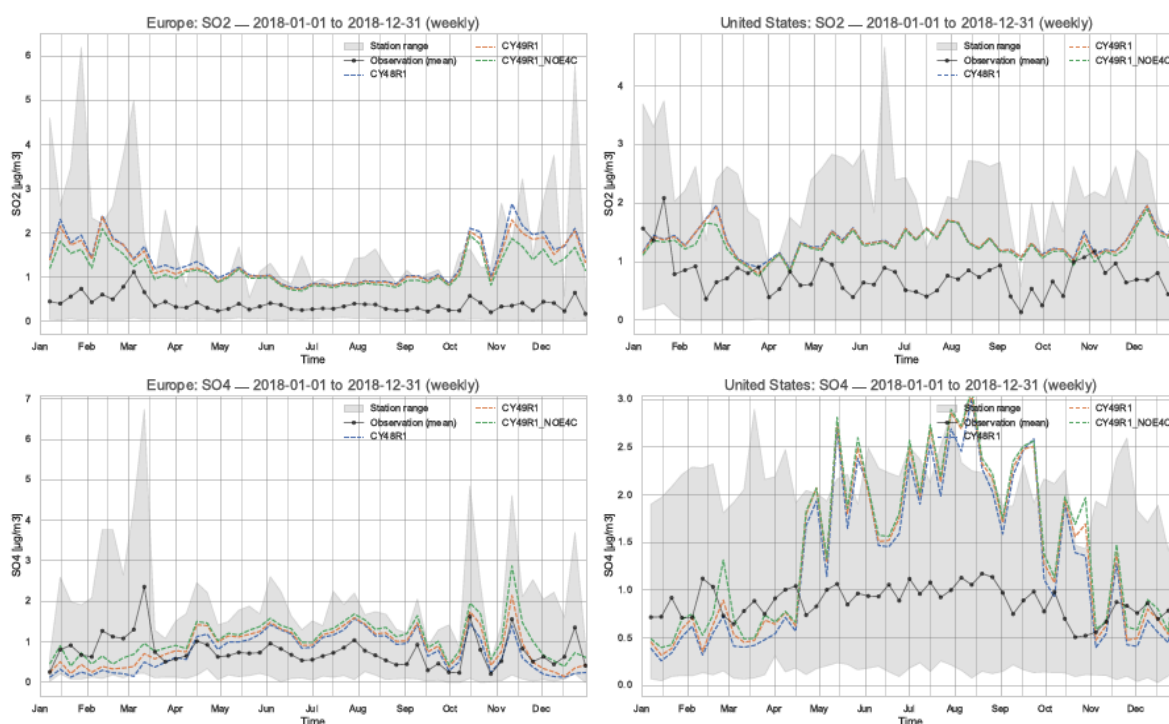 Europe: SO2 — 2018-01-01 to 2018-12-31 (weekly)
Station range
Observation (mean)
CY48R1
CY49R1
CY49R1_NOE4C
SO2 [µg/m3]
6
5
4
3
2
1
0
Jan Feb Mar Apr May Jun Jul Aug Sep Oct Nov Dec
Time
United States: SO2 — 2018-01-01 to 2018-12-31 (weekly)
Station range
Observation (mean)
CY48R1
CY49R1
CY49R1_NOE4C
SO2 [µg/m3]
4
3
2
1
0
Jan Feb Mar Apr May Jun Jul Aug Sep Oct Nov Dec
Time
Europe: SO4 — 2018-01-01 to 2018-12-31 (weekly)
Station range
Observation (mean)
CY48R1
CY49R1
CY49R1_NOE4C
SO4 [µg/m3]
7
6
5
4
3
2
1
0
Jan Feb Mar Apr May Jun Jul Aug Sep Oct Nov Dec
Time
United States: SO4 — 2018-01-01 to 2018-12-31 (weekly)
Station range
Observation (mean)
CY48R1
CY49R1
CY49R1_NOE4C
SO4 [µg/m3]
3.0
2.5
2.0
1.5
1.0
0.5
0.0
Jan Feb Mar Apr May Jun Jul Aug Sep Oct Nov Dec
Time